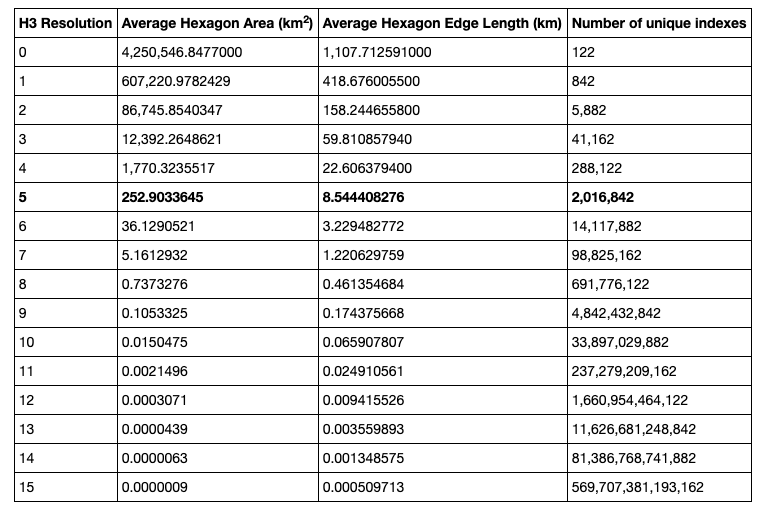 H3 Resolution Average Hexagon Area (km²) Average Hexagon Edge Length (km) Number of unique indexes
0 4,250,546.8477000 1,107.712591000 122
1 607,220.9782429 418.676005500 842
2 86,745.8540347 158.244655800 5,882
3 12,392.2648621 59.810857940 41,162
4 1,770.3235517 22.606379400 288,122
5 252.9033645 8.544408276 2,016,842
6 36.1290521 3.229482772 14,117,882
7 5.1612932 1.220629759 98,825,162
8 0.7373276 0.461354684 691,776,122
9 0.1053325 0.174375668 4,842,432,842
10 0.0150475 0.065907807 33,897,029,882
11 0.0021496 0.024910561 237,279,209,162
12 0.0003071 0.009415526 1,660,954,464,122
13 0.0000439 0.003559893 11,626,681,248,842
14 0.0000063 0.001348575 81,386,768,741,882
15 0.0000009 0.000509713 569,707,381,193,162